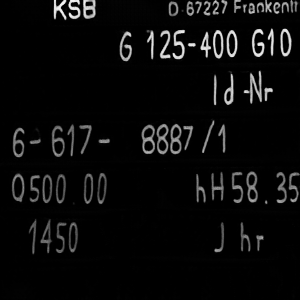 KSB D-67227 Frankenth
G 125-400 G10
Id-Nr
6-617- 8887/1
Q500.00 hH58.35
1450 J hr